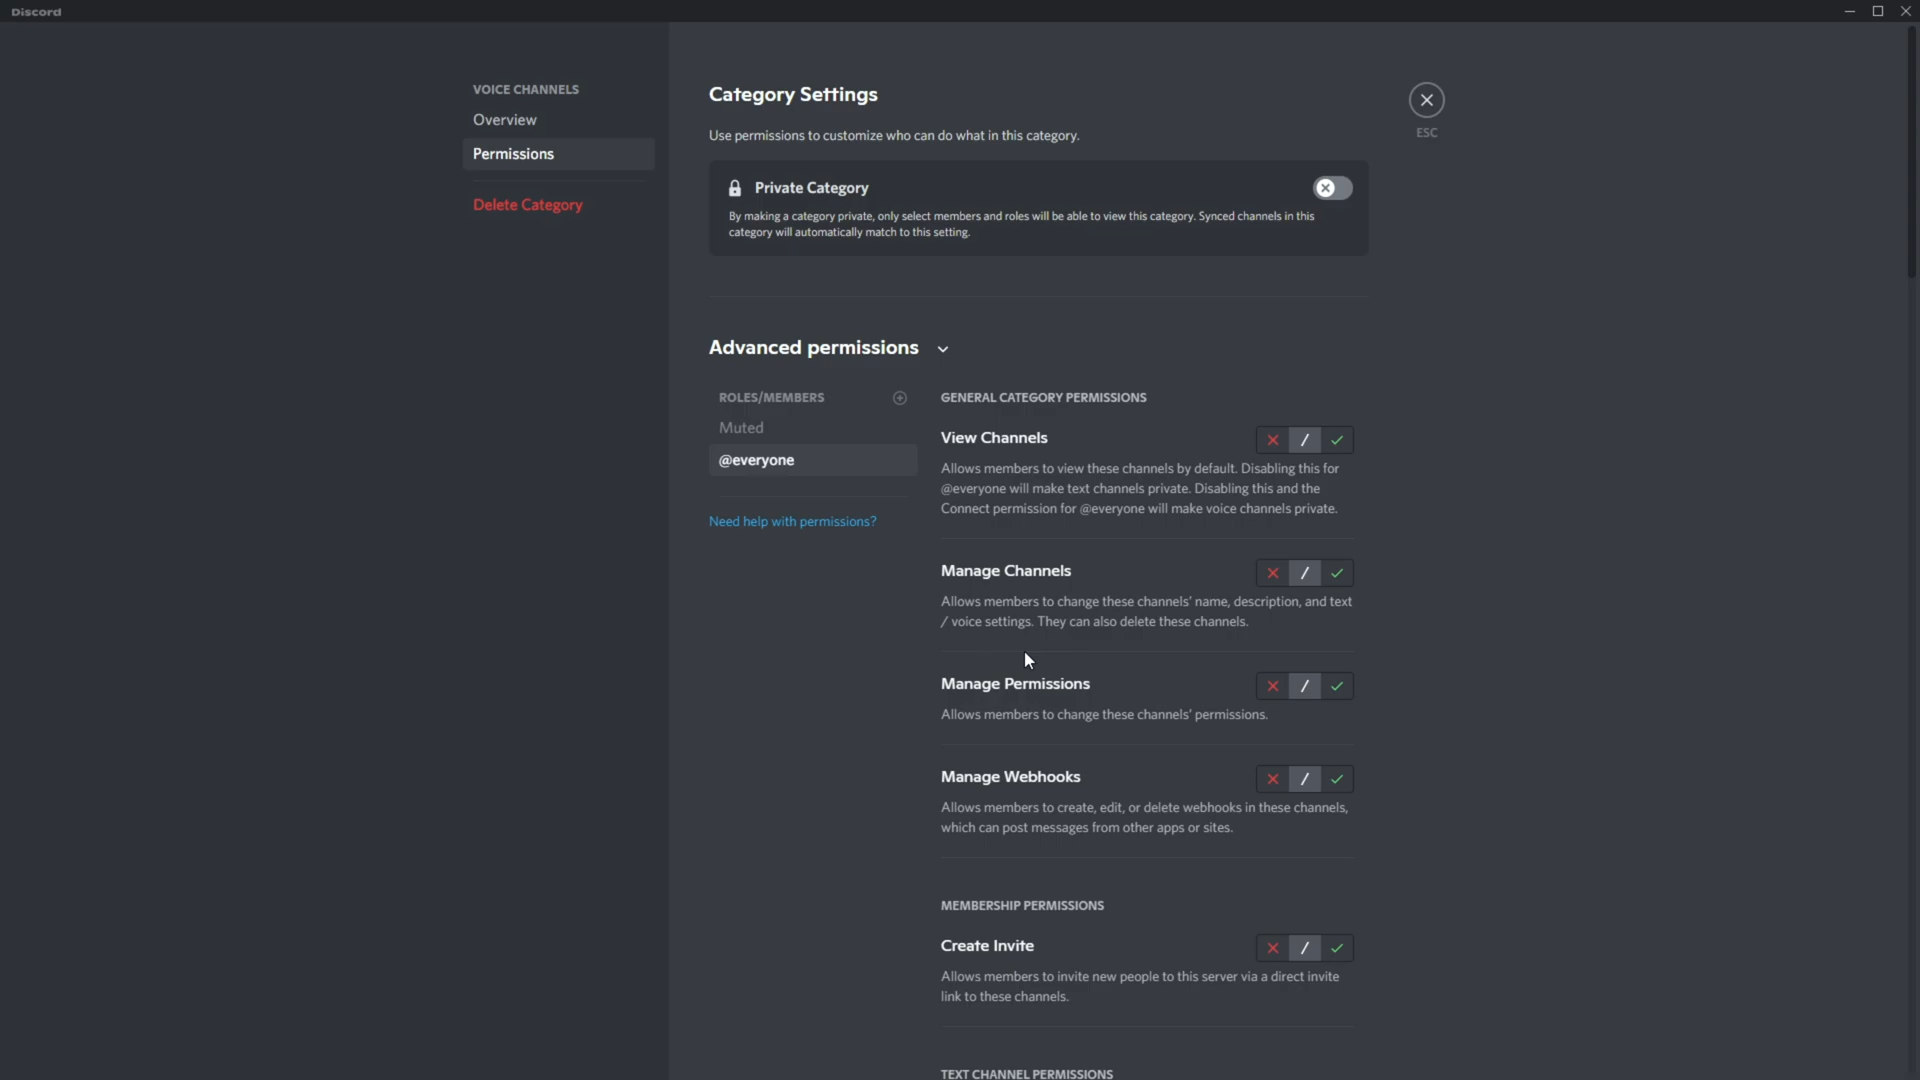 Discord
VOICE CHANNELS
Overview
Permissions
Delete Category
Category Settings
Use permissions to customize who can do what in this category.
ESC
Private Category
By making a category private, only select members and roles will be able to view this category. Synced channels in this
category will automatically match to this setting.
Advanced permissions
ROLES/MEMBERS
Muted
@everyone
Need help with permissions?
GENERAL CATEGORY PERMISSIONS
View Channels
Allows members to view these channels by default. Disabling this for
@everyone will make text channels private. Disabling this and the
Connect permission for @everyone will make voice channels private.
Manage Channels
Allows members to change these channels' name, description, and text
/ voice settings. They can also delete these channels.
Manage Permissions
Allows members to change these channels' permissions.
Manage Webhooks
Allows members to create, edit, or delete webhooks in these channels,
which can post messages from other apps or sites.
MEMBERSHIP PERMISSIONS
Create Invite
Allows members to invite new people to this server via a direct invite
link to these channels.
TEXT CHANNEL PERMISSIONS